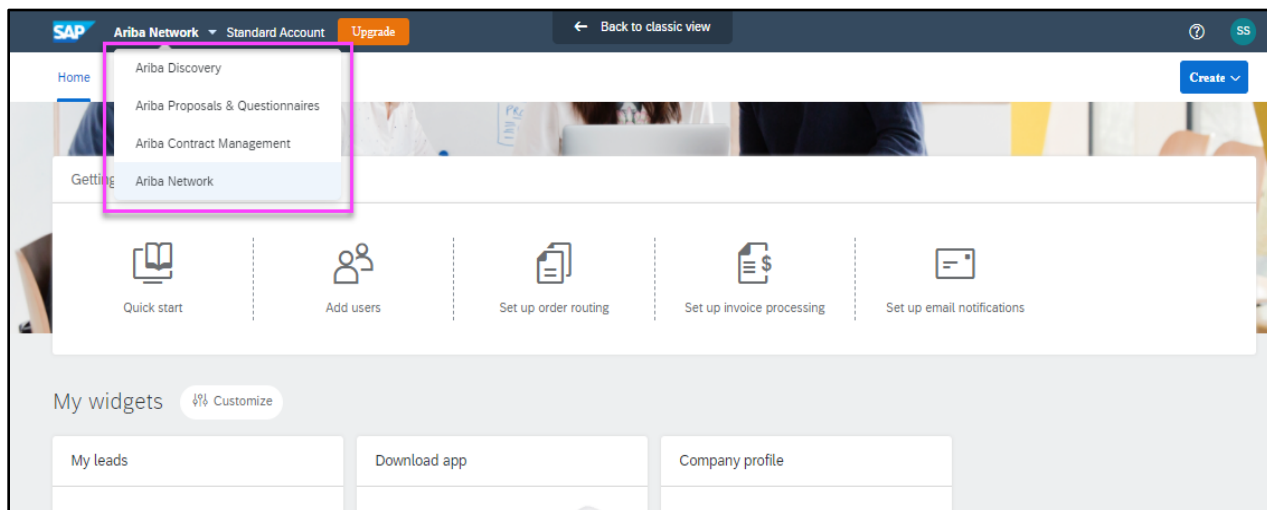 SAP Ariba Network Standard Account Upgrade ← Back to classic view SS
Ariba Discovery
Home Create
Ariba Proposals & Questionnaires
Ariba Contract Management
Getting
Ariba Network
Quick start Add users Set up order routing Set up invoice processing Set up email notifications
My widgets Customize
My leads Download app Company profile